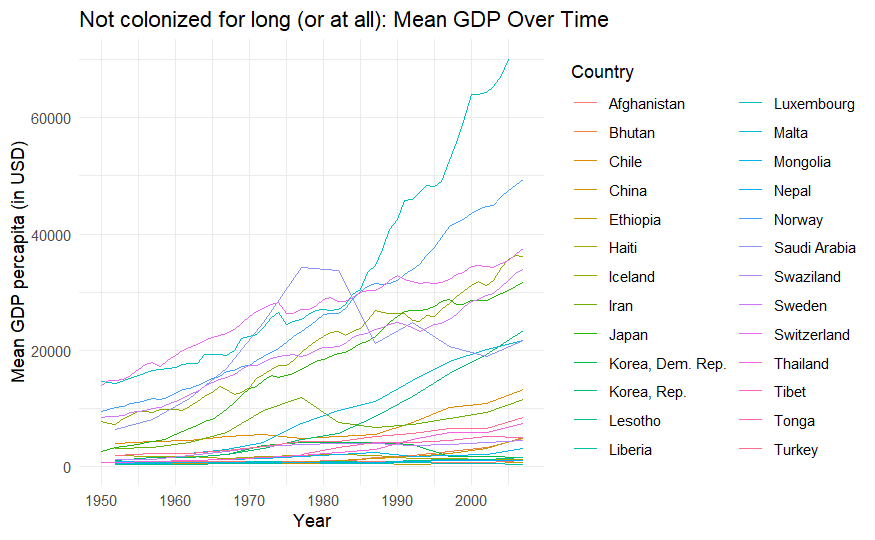 Not colonized for long (or at all): Mean GDP Over Time
Mean GDP percapita (in USD)
60000
40000
20000
0
1950
1960
1970
1980
1990
2000
Year
Country
Afghanistan
Bhutan
Chile
China
Ethiopia
Haiti
Iceland
Iran
Japan
Korea, Dem. Rep.
Korea, Rep.
Lesotho
Liberia
Luxembourg
Malta
Mongolia
Nepal
Norway
Saudi Arabia
Swaziland
Sweden
Switzerland
Thailand
Tibet
Tonga
Turkey